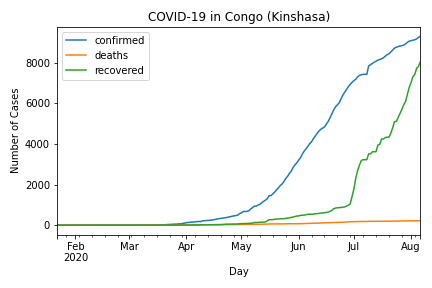 COVID-19 in Congo (Kinshasa)
confirmed
deaths
recovered
Number of Cases
8000
6000
4000
2000
0
Feb Mar Apr May Jun Jul Aug
2020
Day